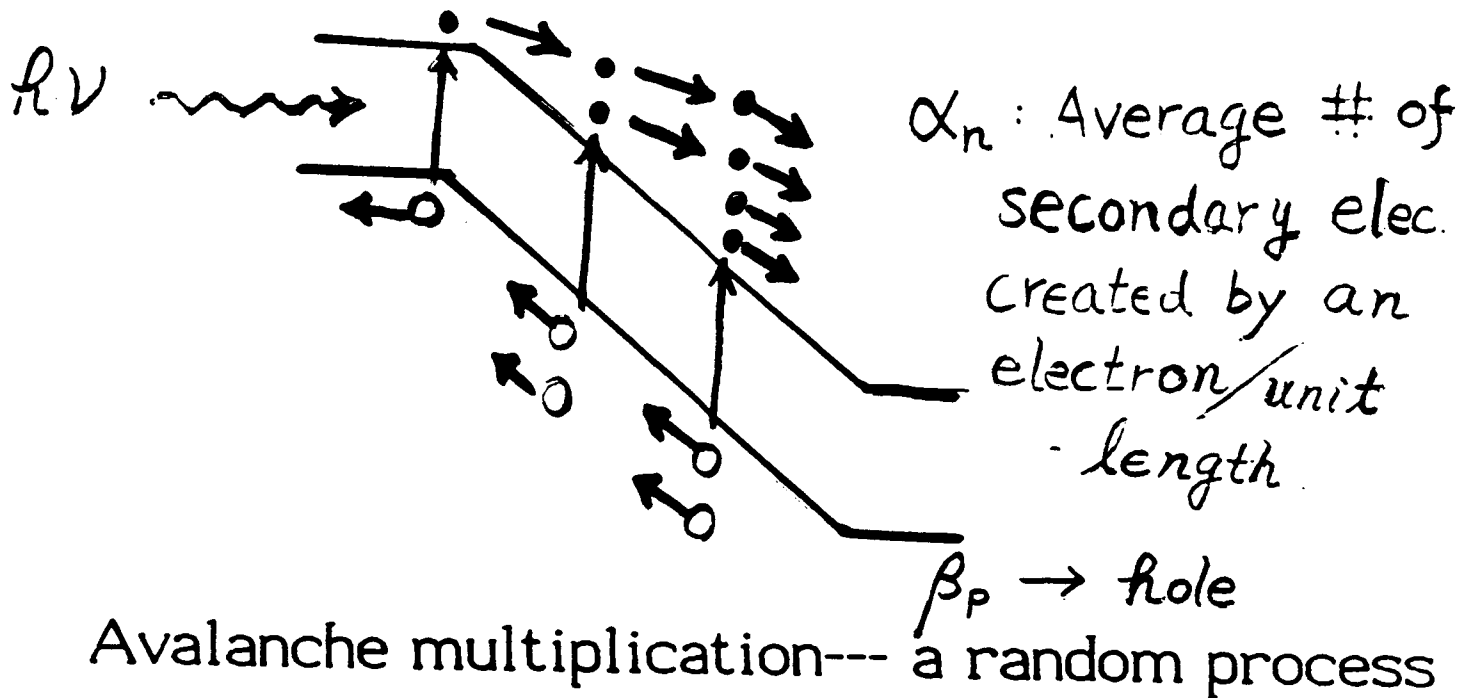 hν
αn : Average # of
secondary elec.
created by an
electron/unit
length
βp → hole
Avalanche multiplication--- a random process